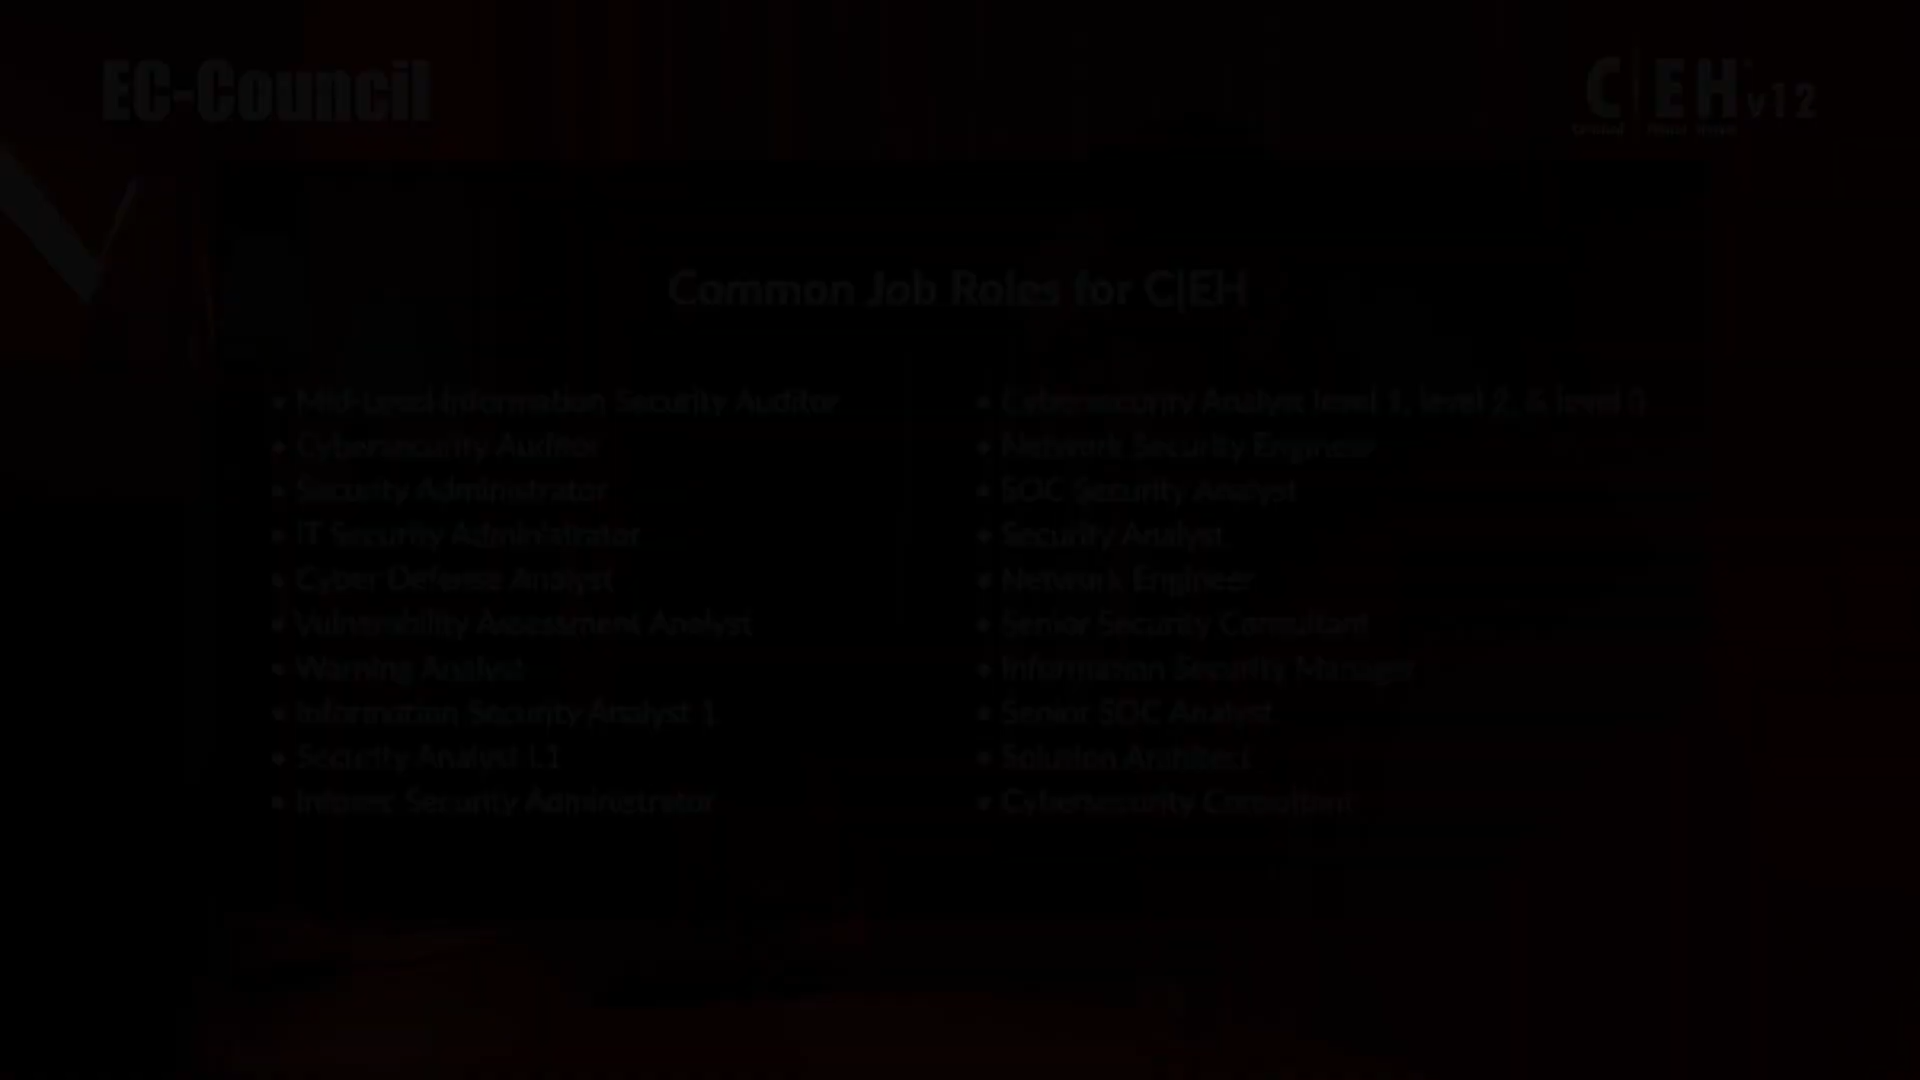 EC-Council
C|EH v12
Common Job Roles for C|EH
• Mid-Level Information Security Auditor
• Cybersecurity Auditor
• Security Administrator
• IT Security Administrator
• Cyber Defense Analyst
• Vulnerability Assessment Analyst
• Warning Analyst
• Information Security Analyst 1
• Security Analyst L1
• Infosec Security Administrator
• Cybersecurity Analyst level 1, level 2, & level 3
• Network Security Engineer
• SOC Security Analyst
• Security Analyst
• Network Engineer
• Senior Security Consultant
• Information Security Manager
• Senior SOC Analyst
• Solution Architect
• Cybersecurity Consultant